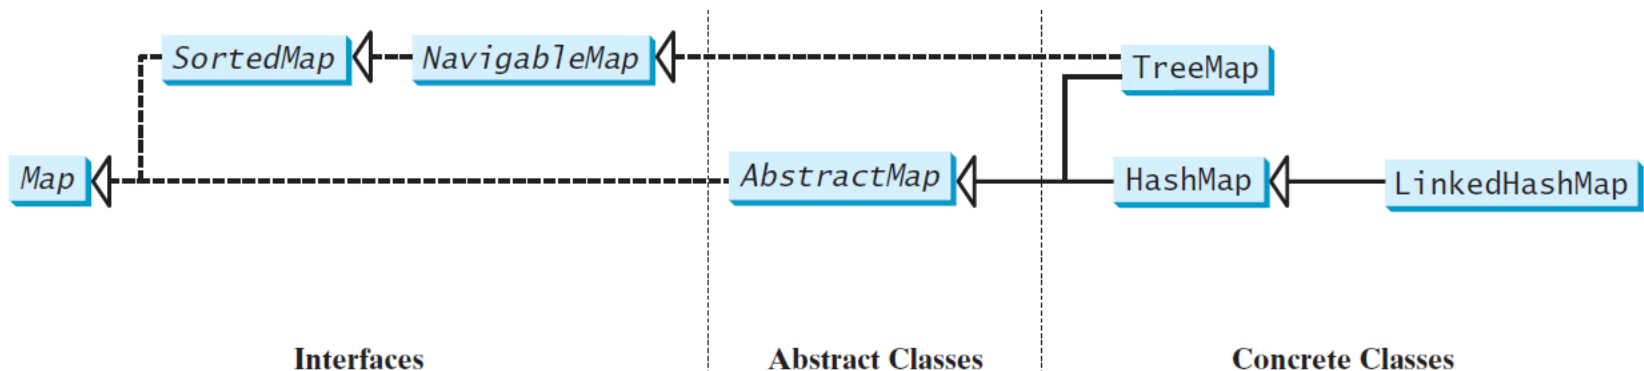 SortedMap
NavigableMap
TreeMap
Map
AbstractMap
HashMap
LinkedHashMap
Interfaces
Abstract Classes
Concrete Classes